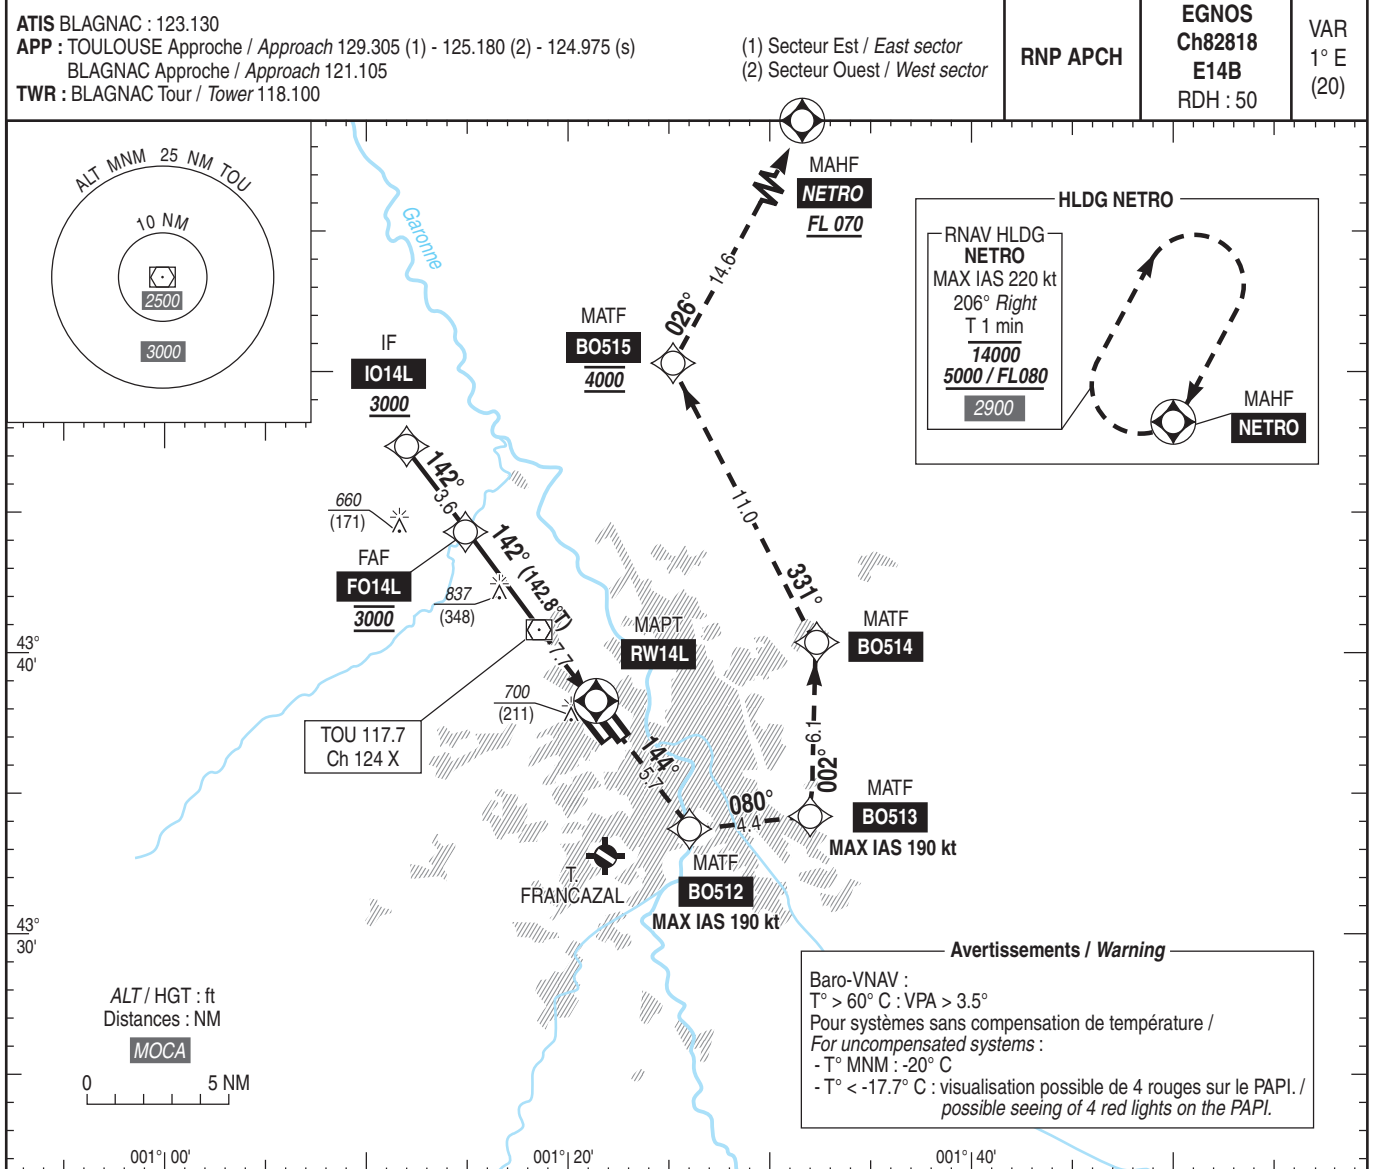 ATIS BLAGNAC : 123.130
APP : TOULOUSE Approche / Approach 129.305 (1) - 125.180 (2) - 124.975 (s)
BLAGNAC Approche / Approach 121.105
TWR : BLAGNAC Tour / Tower 118.100
(1) Secteur Est / East sector
(2) Secteur Ouest / West sector
RNP APCH
EGNOS
Ch82818
E14B
RDH : 50
VAR
1° E
(20)
ALT MNM 25 NM TOU
10 NM
2500
3000
Garonne
MAHF
NETRO
FL 070
14.6
026°
MATF
BO515
4000
HLDG NETRO
RNAV HLDG
NETRO
MAX IAS 220 kt
206° Right
T 1 min
14000
5000 / FL080
2900
MAHF
NETRO
IF
IO14L
3000
142°
3.6
660
(171)
FAF
FO14L
3000
142° (142.8°T)
7.7
837
(348)
11.0
331°
MATF
BO514
MAPT
RW14L
700
(211)
TOU 117.7
Ch 124 X
144°
5.7
6.1
002°
080°
4.4
MATF
BO513
MAX IAS 190 kt
MATF
BO512
MAX IAS 190 kt
T.
FRANCAZAL
43°
40'
43°
30'
Avertissements / Warning
Baro-VNAV :
T° > 60° C : VPA > 3.5°
Pour systèmes sans compensation de température /
For uncompensated systems :
- T° MNM : -20° C
- T° < -17.7° C : visualisation possible de 4 rouges sur le PAPI. /
possible seeing of 4 red lights on the PAPI.
ALT / HGT : ft
Distances : NM
MOCA
0 5 NM
001° 00' 001° 20' 001° 40'